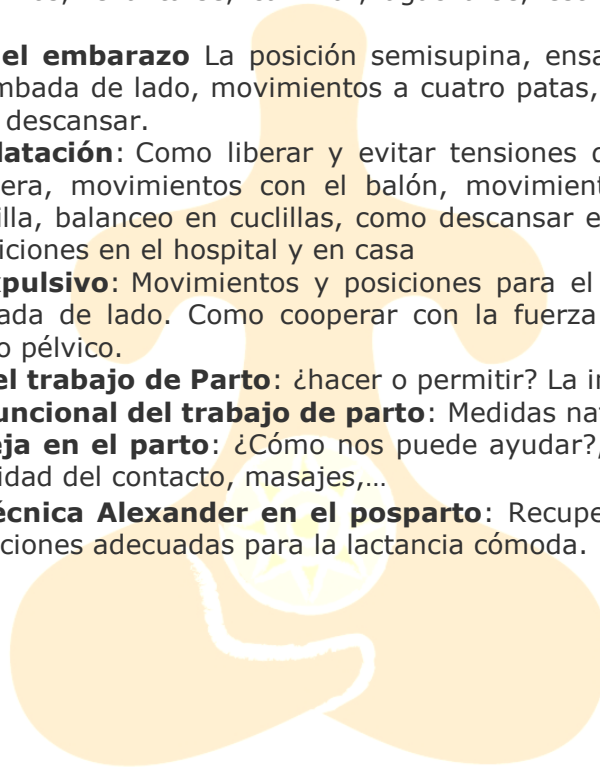 el embarazo La posición semisupina, ensa
mbada de lado, movimientos a cuatro patas,
descansar.
latación: Como liberar y evitar tensiones
era, movimientos con el balón, movimient
illa, balanceo en cuclillas, como descansar e
iciones en el hospital y en casa
pulsivo: Movimientos y posiciones para el
ada de lado. Como cooperar con la fuerza
o pélvico.
el trabajo de Parto: ¿hacer o permitir? La i
uncional del trabajo de parto: Medidas na
eja en el parto: ¿Cómo nos puede ayudar?,
idad del contacto, masajes,…
écnica Alexander en el posparto: Recupe
ciones adecuadas para la lactancia cómoda.